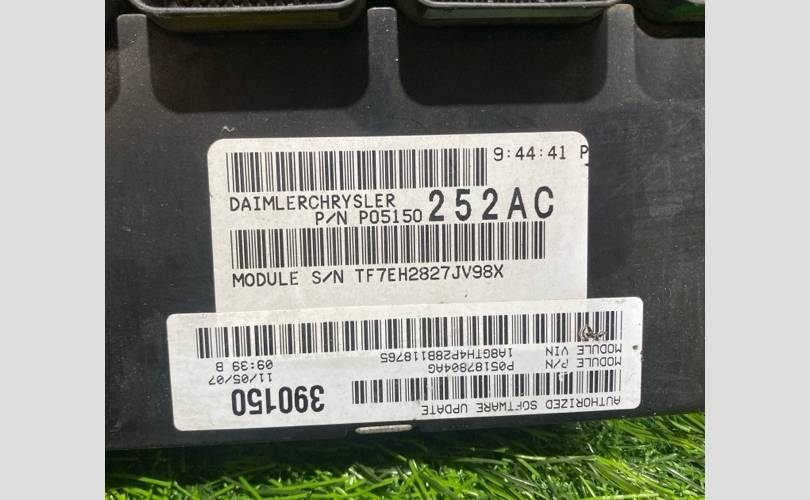 9:44:41 P
DAIMLERCHRYSLER
P/N P05150 252AC
MODULE S/N TF7EH2827JV98X
AUTHORIZED SOFTWARE UPDATE
390150
MODULE P/N P05187804AG 11/05/07
MODULE VIN 1A8GTH4P28B118765 09:39 B